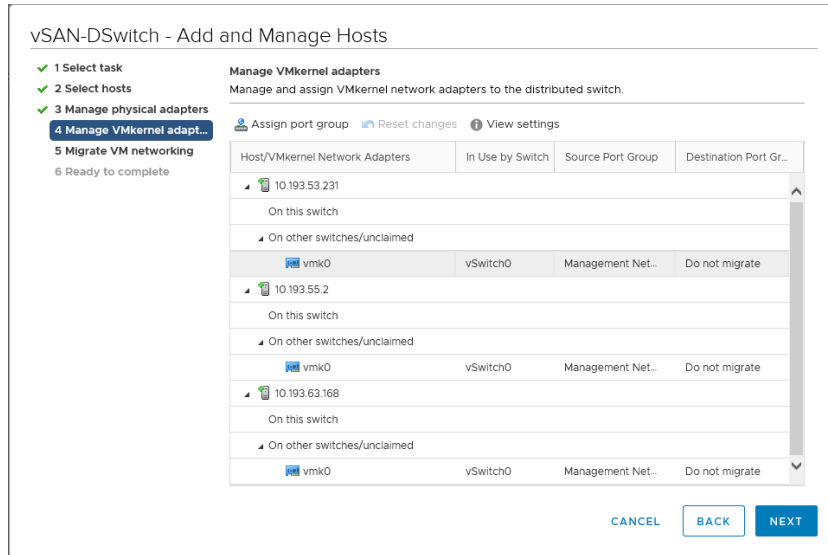 vSAN-DSwitch - Add and Manage Hosts
1 Select task
2 Select hosts
3 Manage physical adapters
4 Manage VMkernel adapt...
5 Migrate VM networking
6 Ready to complete
Manage VMkernel adapters
Manage and assign VMkernel network adapters to the distributed switch.
Assign port group Reset changes View settings
Host/VMkernel Network Adapters In Use by Switch Source Port Group Destination Port Gr...
10.193.53.231
On this switch
On other switches/unclaimed
vmk0 vSwitch0 Management Net... Do not migrate
10.193.55.2
On this switch
On other switches/unclaimed
vmk0 vSwitch0 Management Net... Do not migrate
10.193.63.168
On this switch
On other switches/unclaimed
vmk0 vSwitch0 Management Net... Do not migrate
CANCEL BACK NEXT